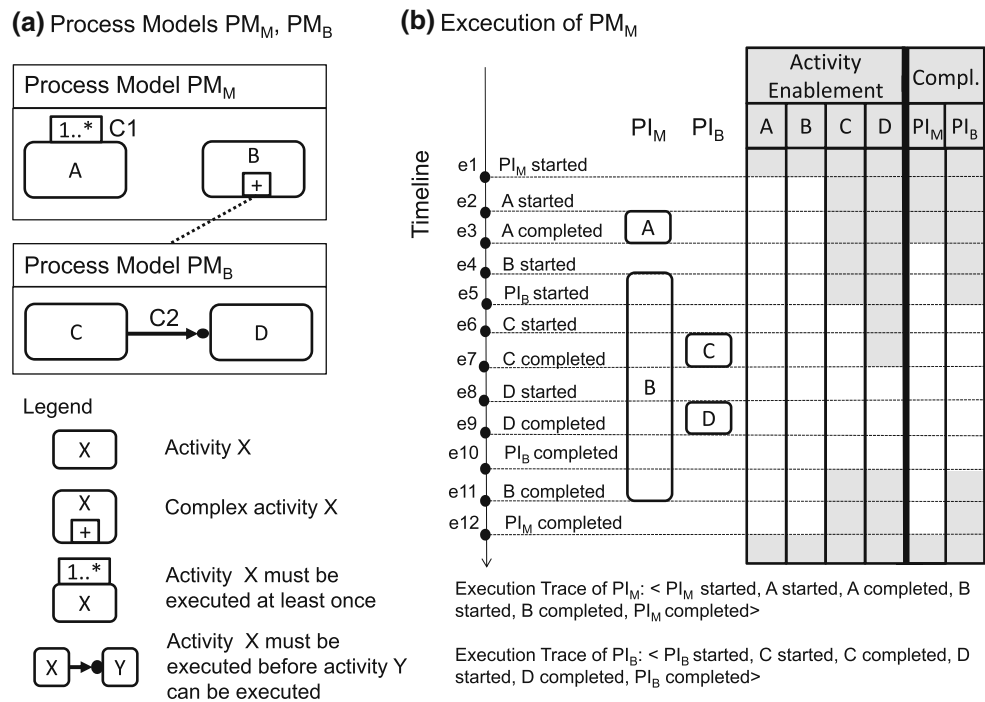 (a) Process Models PM_M, PM_B
Process Model PM_M
1..* C1
A
B
+
Process Model PM_B
C
C2
D
Legend
X
Activity X
X
+
Complex activity X
1..*
X
Activity X must be
executed at least once
X
Y
Activity X must be
executed before activity Y
can be executed
(b) Excecution of PM_M
Activity
Enablement
Compl.
PI_M
PI_B
A
B
C
D
PI_M
PI_B
Timeline
e1 PI_M started
e2 A started
e3 A completed
A
e4 B started
e5 PI_B started
e6 C started
e7 C completed
C
e8 D started
B
e9 D completed
D
e10 PI_B completed
e11 B completed
e12 PI_M completed
Execution Trace of PI_M: < PI_M started, A started, A completed, B
started, B completed, PI_M completed>
Execution Trace of PI_B: < PI_B started, C started, C completed, D
started, D completed, PI_B completed>